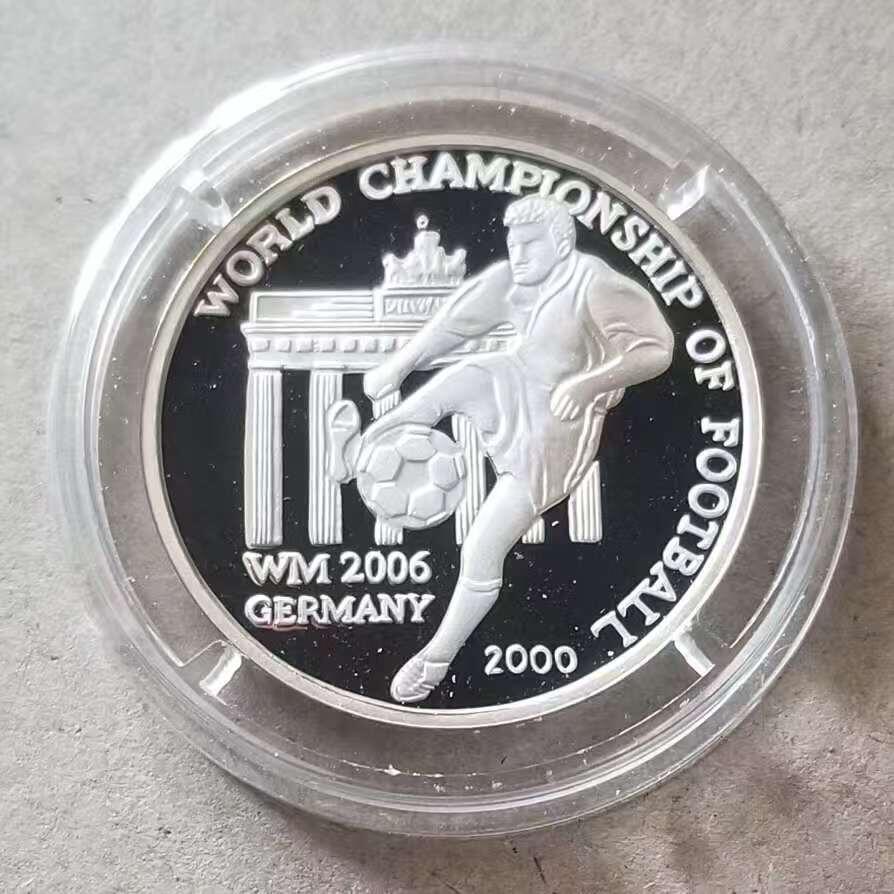 WORLD CHAMPIONSHIP OF FOOTBALL
WM 2006
GERMANY
2000